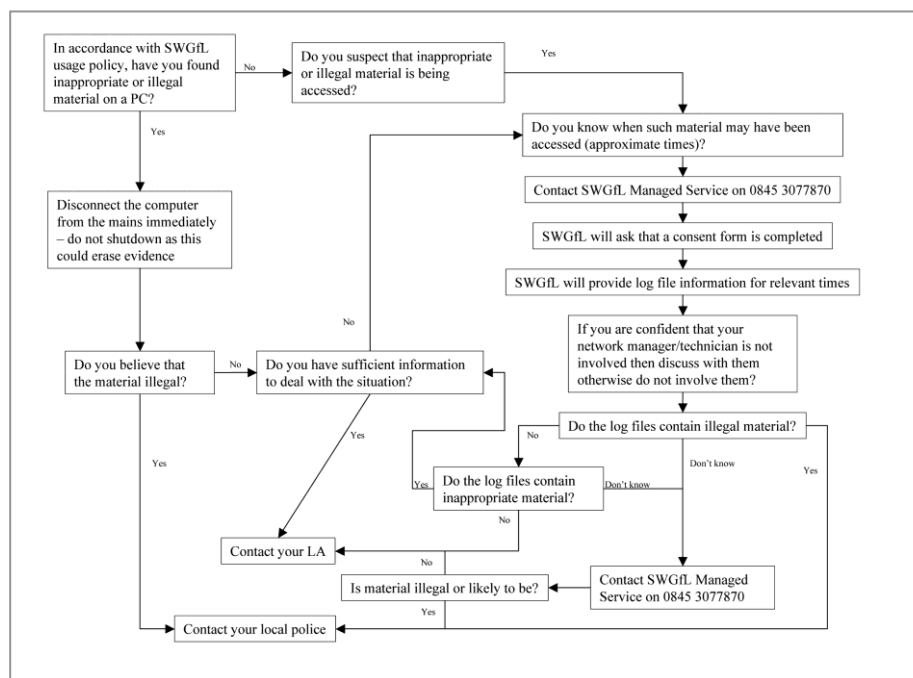 In accordance with SWGfL
usage policy, have you found
inappropriate or illegal
material on a PC?
No
Do you suspect that inappropriate
or illegal material is being
accessed?
Yes
Do you know when such material may have been
accessed (approximate times)?
Yes
Contact SWGfL Managed Service on 0845 3077870
Disconnect the computer
from the mains immediately
– do not shutdown as this
could erase evidence
SWGfL will ask that a consent form is completed
SWGfL will provide log file information for relevant times
No
If you are confident that your
network manager/technician is not
involved then discuss with them
otherwise do not involve them?
Do you believe that
the material illegal?
No
Do you have sufficient information
to deal with the situation?
Do the log files contain illegal material?
Yes
Yes
No
Don't know
Yes
Do the log files contain
inappropriate material?
Yes
Don't know
No
Contact your LA
No
Is material illegal or likely to be?
Contact SWGfL Managed
Service on 0845 3077870
Yes
Contact your local police